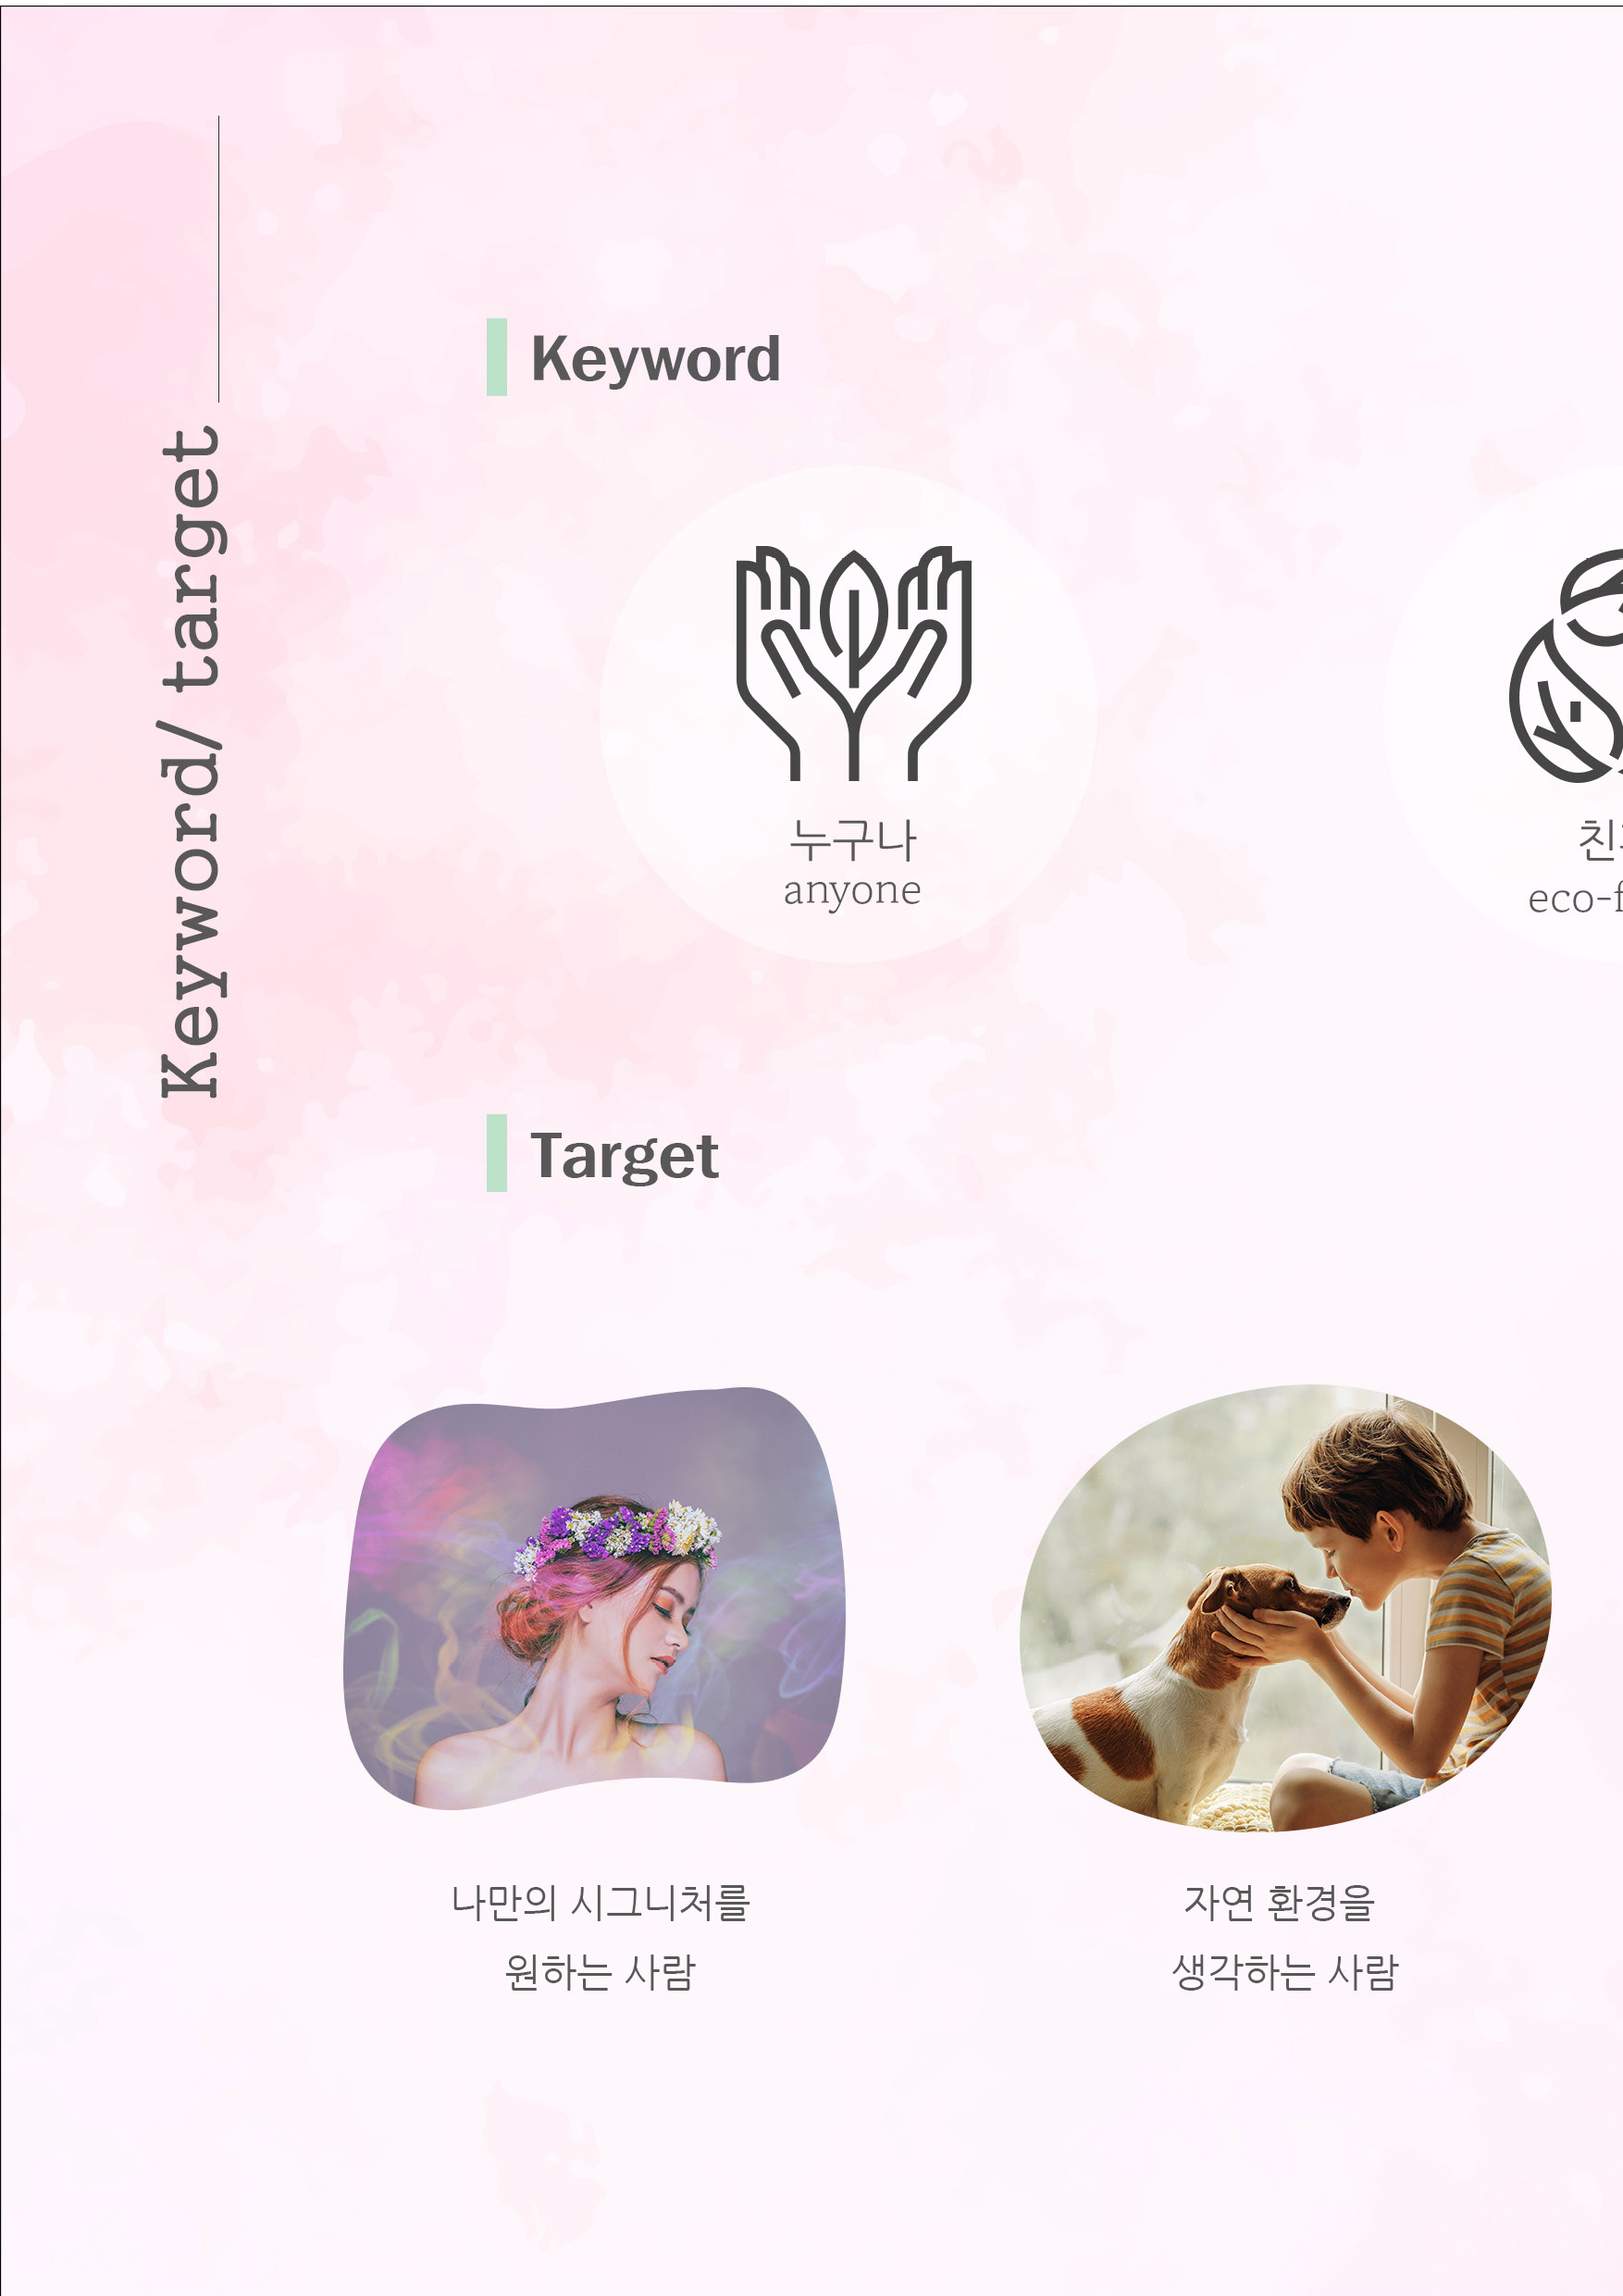 Keyword/ target
Keyword
누구나
anyone
Target
나만의 시그니처를
원하는 사람
자연 환경을
생각하는 사람